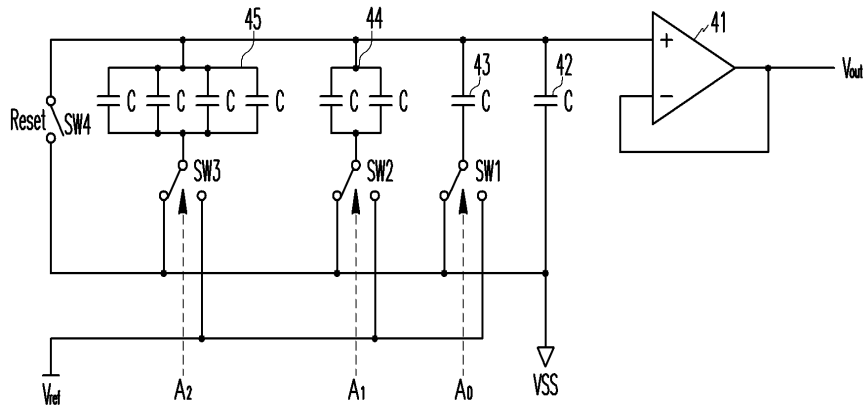 45
44
43
42
41
+
−
Vout
C
C
C
C
C
C
C
C
Reset
SW4
SW3
SW2
SW1
Vref
A2
A1
A0
VSS